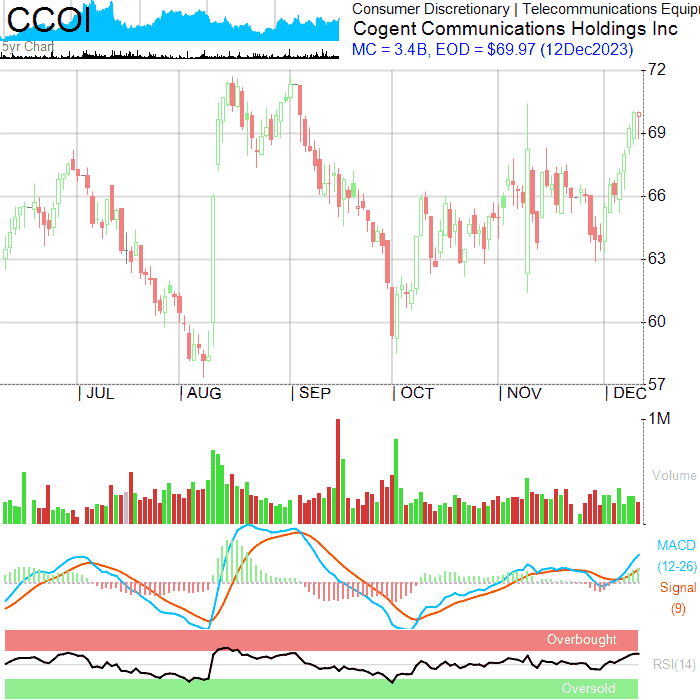 CCOI
5yr Chart
Consumer Discretionary | Telecommunications Equip
Cogent Communications Holdings Inc
MC = 3.4B, EOD = $69.97 (12Dec2023)
72
69
66
63
60
57
| JUL
| AUG
| SEP
| OCT
| NOV
| DEC
1M
Volume
MACD
(12-26)
Signal
(9)
Overbought
RSI(14)
Oversold